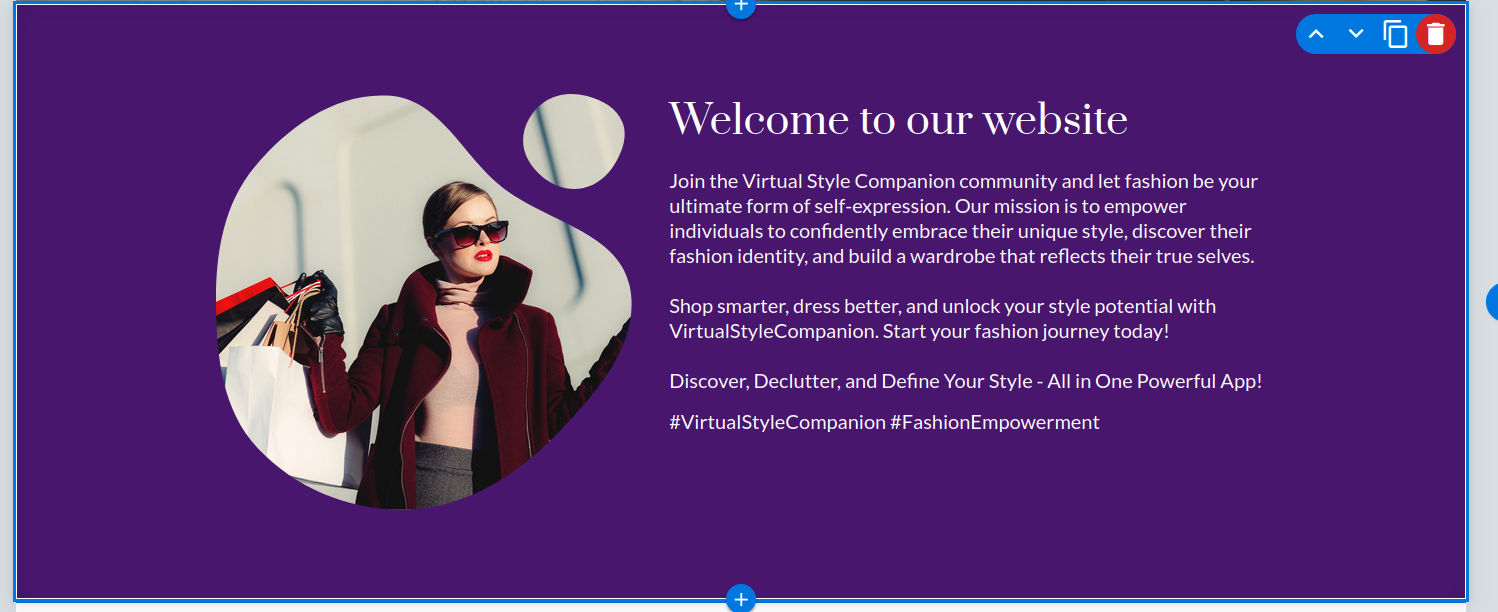 Welcome to our website
Join the Virtual Style Companion community and let fashion be your
ultimate form of self-expression. Our mission is to empower
individuals to confidently embrace their unique style, discover their
fashion identity, and build a wardrobe that reflects their true selves.
Shop smarter, dress better, and unlock your style potential with
VirtualStyleCompanion. Start your fashion journey today!
Discover, Declutter, and Define Your Style - All in One Powerful App!
#VirtualStyleCompanion #FashionEmpowerment